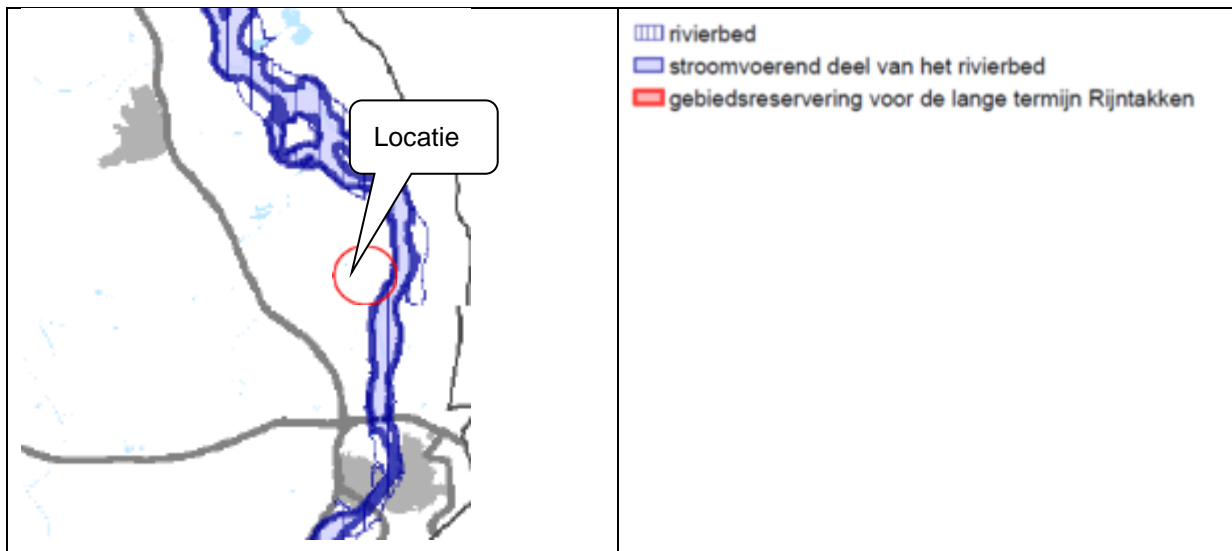 Locatie
rivierbed
stroomvoerend deel van het rivierbed
gebiedsreservering voor de lange termijn Rijntakken